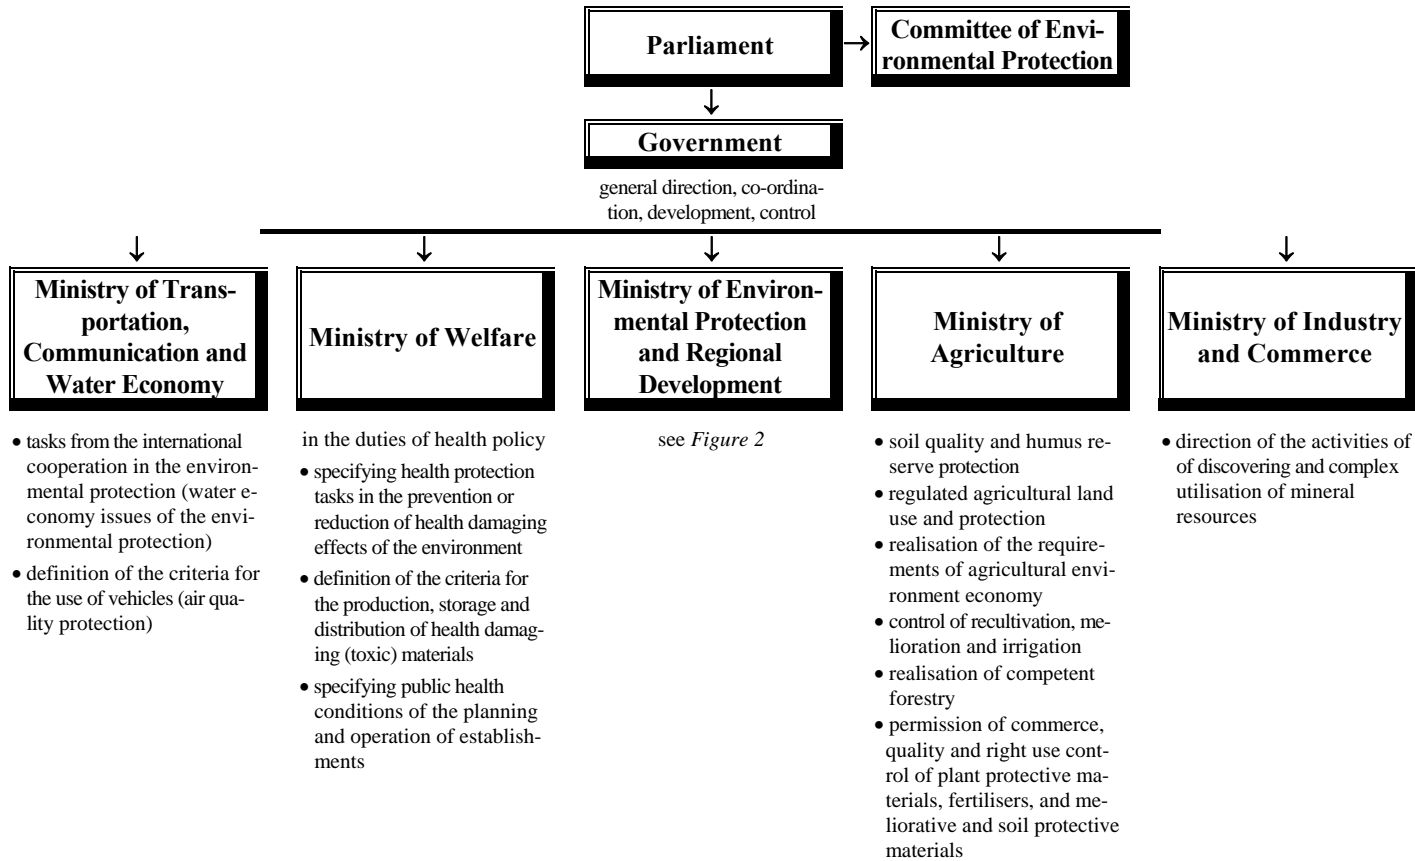 Parliament
Committee of Envi-
ronmental Protection
Government
general direction, co-ordina-
tion, development, control
Ministry of Trans-
portation,
Communication and
Water Economy
Ministry of Welfare
Ministry of Environ-
mental Protection
and Regional
Development
Ministry of
Agriculture
Ministry of Industry
and Commerce
• tasks from the international
cooperation in the environ-
mental protection (water e-
conomy issues of the envi-
ronmental protection)
• definition of the criteria for
the use of vehicles (air qua-
lity protection)
in the duties of health policy
• specifying health protection
tasks in the prevention or
reduction of health damaging
effects of the environment
• definition of the criteria for
the production, storage and
distribution of health damag-
ing (toxic) materials
• specifying public health
conditions of the planning
and operation of establish-
ments
see Figure 2
• soil quality and humus re-
serve protection
• regulated agricultural land
use and protection
• realisation of the require-
ments of agricultural envi-
ronment economy
• control of recultivation, me-
lioration and irrigation
• realisation of competent
forestry
• permission of commerce,
quality and right use cont-
rol of plant protective ma-
terials, fertilisers, and me-
liorative and soil protective
materials
• direction of the activities of
of discovering and complex
utilisation of mineral
resources